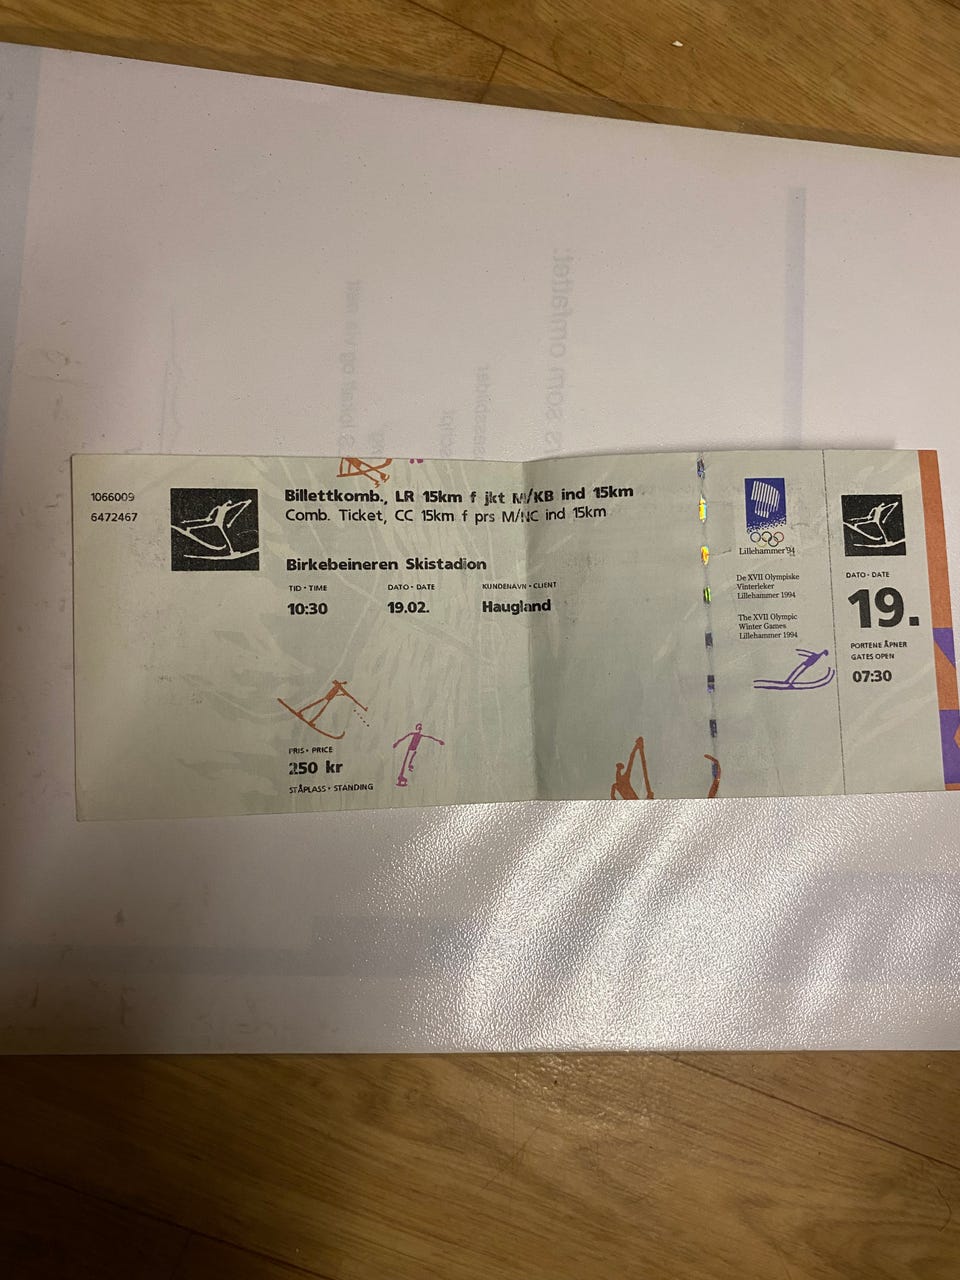 1066009
6472467
Billettkomb., LR 15km f jkt M/KB ind 15km
Comb. Ticket, CC 15km f prs M/NC ind 15km
Birkebeineren Skistadion
TID • TIME
10:30
DATO • DATE
19.02.
KUNDENAVN • CLIENT
Haugland
PRIS • PRICE
250 kr
STÅPLASS • STANDING
Lillehammer'94
De XVII Olympiske
Vinterleker
Lillehammer 1994
The XVII Olympic
Winter Games
Lillehammer 1994
DATO • DATE
19.
PORTENE ÅPNER
GATES OPEN
07:30
som omfattet: